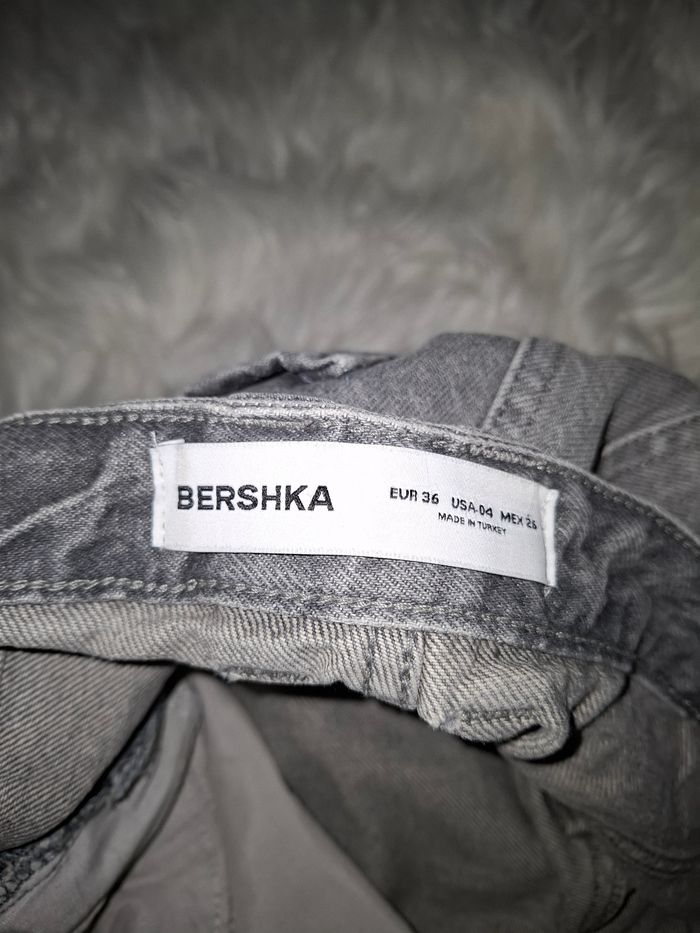 BERSHKA
EUR 36 USA 04 MEX 26
MADE IN TURKEY